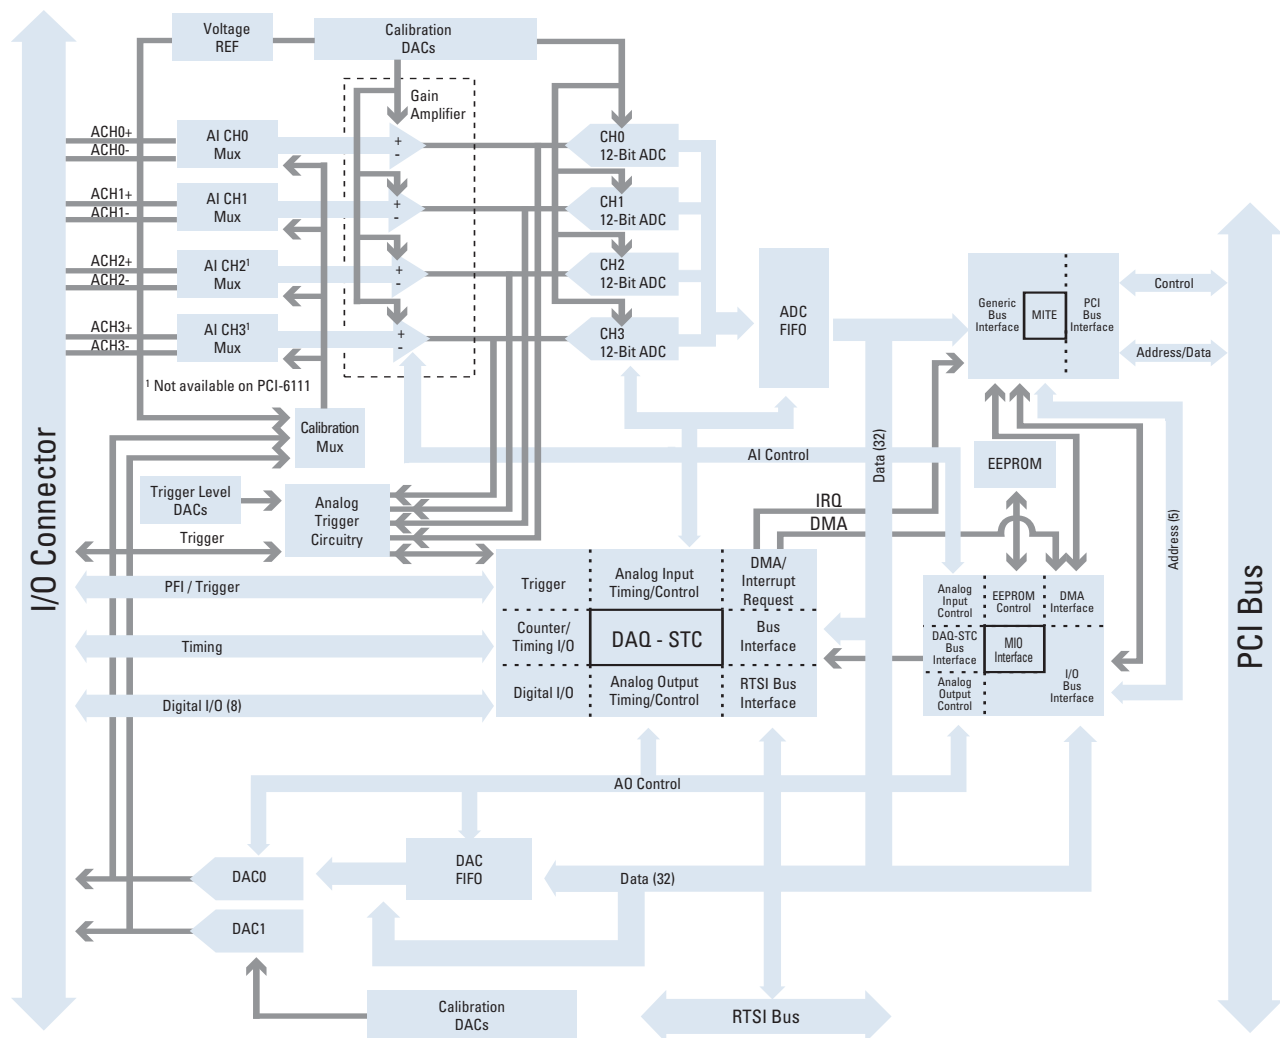 Voltage
REF
Calibration
DACs
Gain
Amplifier
ACH0+
ACH0-
AI CH0
Mux
+
-
CH0
12-Bit ADC
ACH1+
ACH1-
AI CH1
Mux
+
-
CH1
12-Bit ADC
ACH2+
ACH2-
AI CH2¹
Mux
+
-
CH2
12-Bit ADC
ACH3+
ACH3-
AI CH3¹
Mux
+
-
CH3
12-Bit ADC
¹ Not available on PCI-6111
ADC
FIFO
Generic
Bus
Interface
MITE
PCI
Bus
Interface
Control
Address/Data
I/O Connector
PCI Bus
Calibration
Mux
AI Control
Data (32)
EEPROM
Address (5)
Trigger Level
DACs
Analog
Trigger
Circuitry
Trigger
IRQ
DMA
PFI / Trigger
Timing
Digital I/O (8)
Trigger
Analog Input
Timing/Control
DMA/
Interrupt
Request
Counter/
Timing I/O
DAQ - STC
Bus
Interface
Digital I/O
Analog Output
Timing/Control
RTSI Bus
Interface
Analog
Input
Control
EEPROM
Control
DMA
Interface
DAQ-STC
Bus
Interface
MIO
Interface
Analog
Output
Control
I/O
Bus
Interface
AO Control
DAC
FIFO
Data (32)
DAC0
DAC1
Calibration
DACs
RTSI Bus